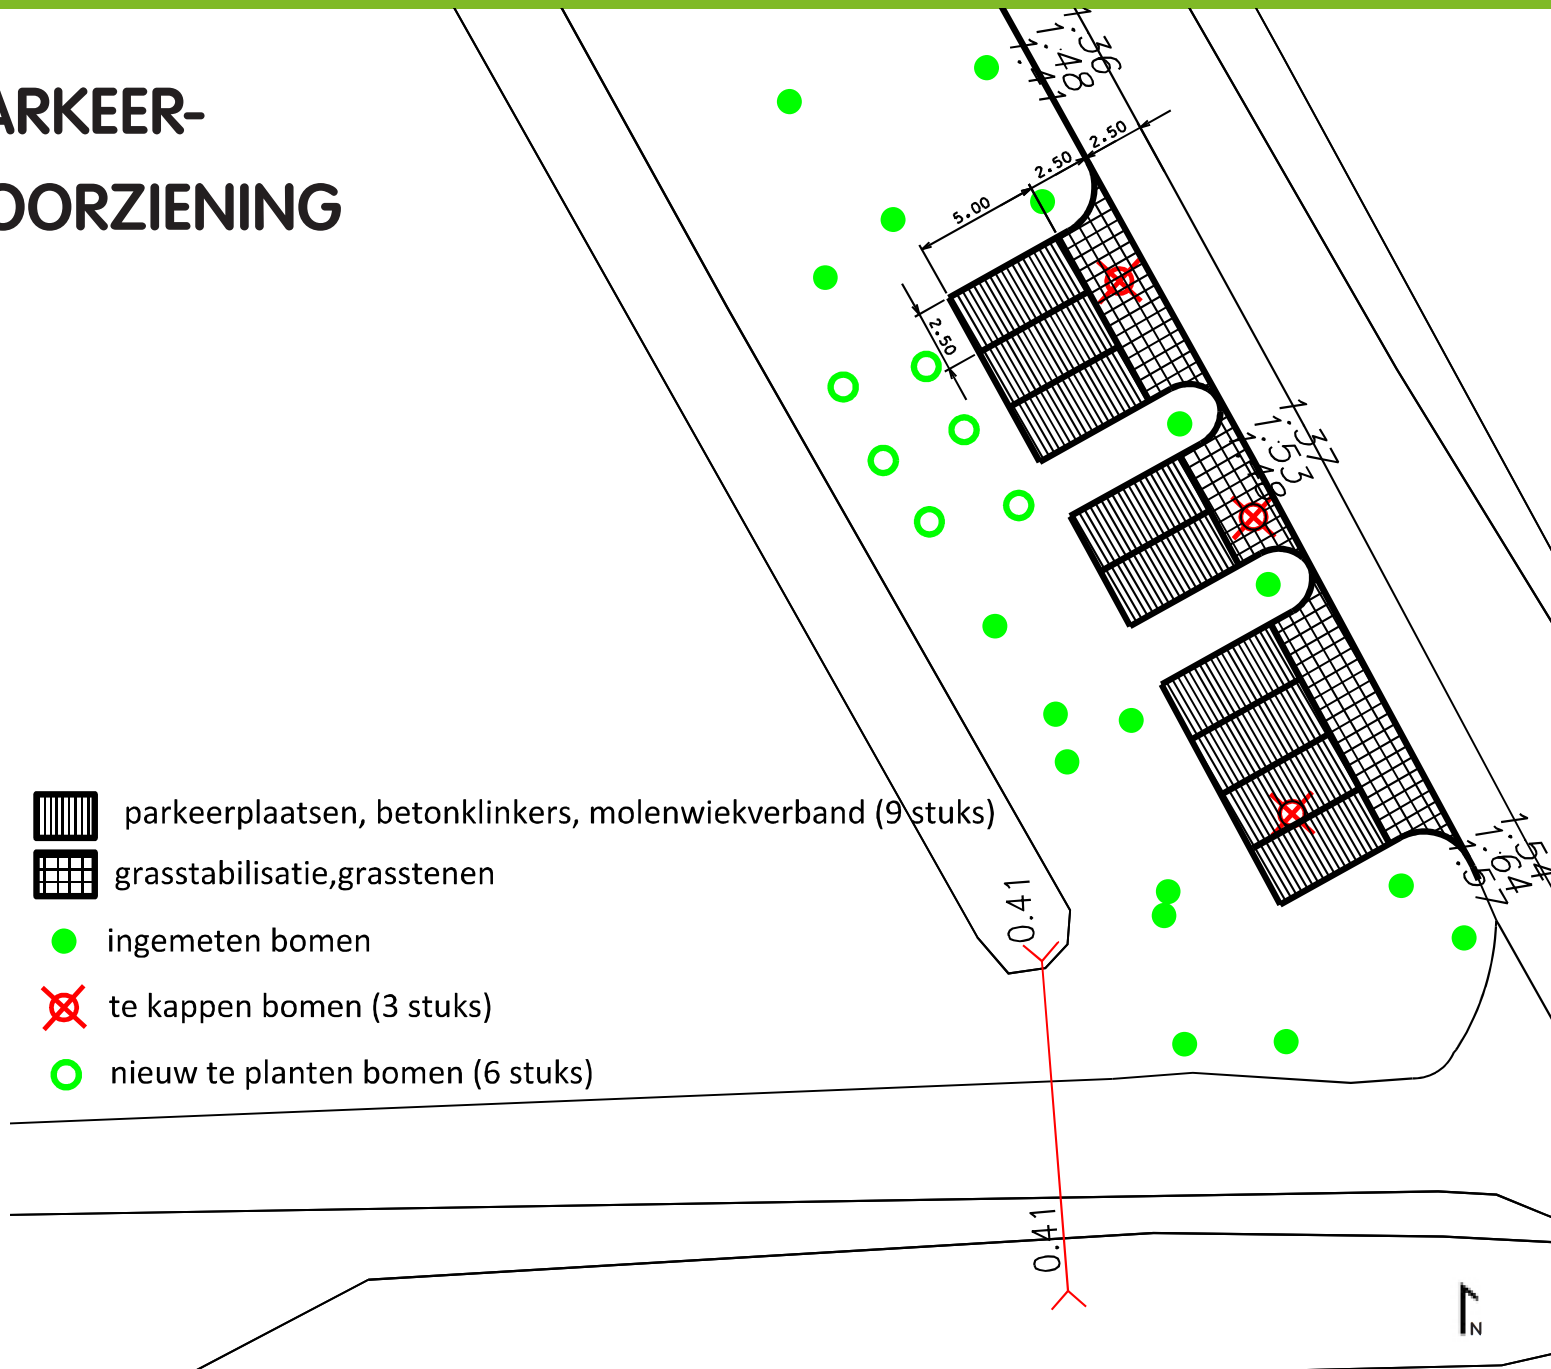 ARKEER-
OORZIENING
1.36
1.48
1.41
2.50
2.50
5.00
2.50
1.37
1.53
1.54
1.64
1.57
parkeerplaatsen, betonklinkers, molenwiekverband (9 stuks)
grasstabilisatie,grasstenen
ingemeten bomen
te kappen bomen (3 stuks)
nieuw te planten bomen (6 stuks)
0.41
0.41
N